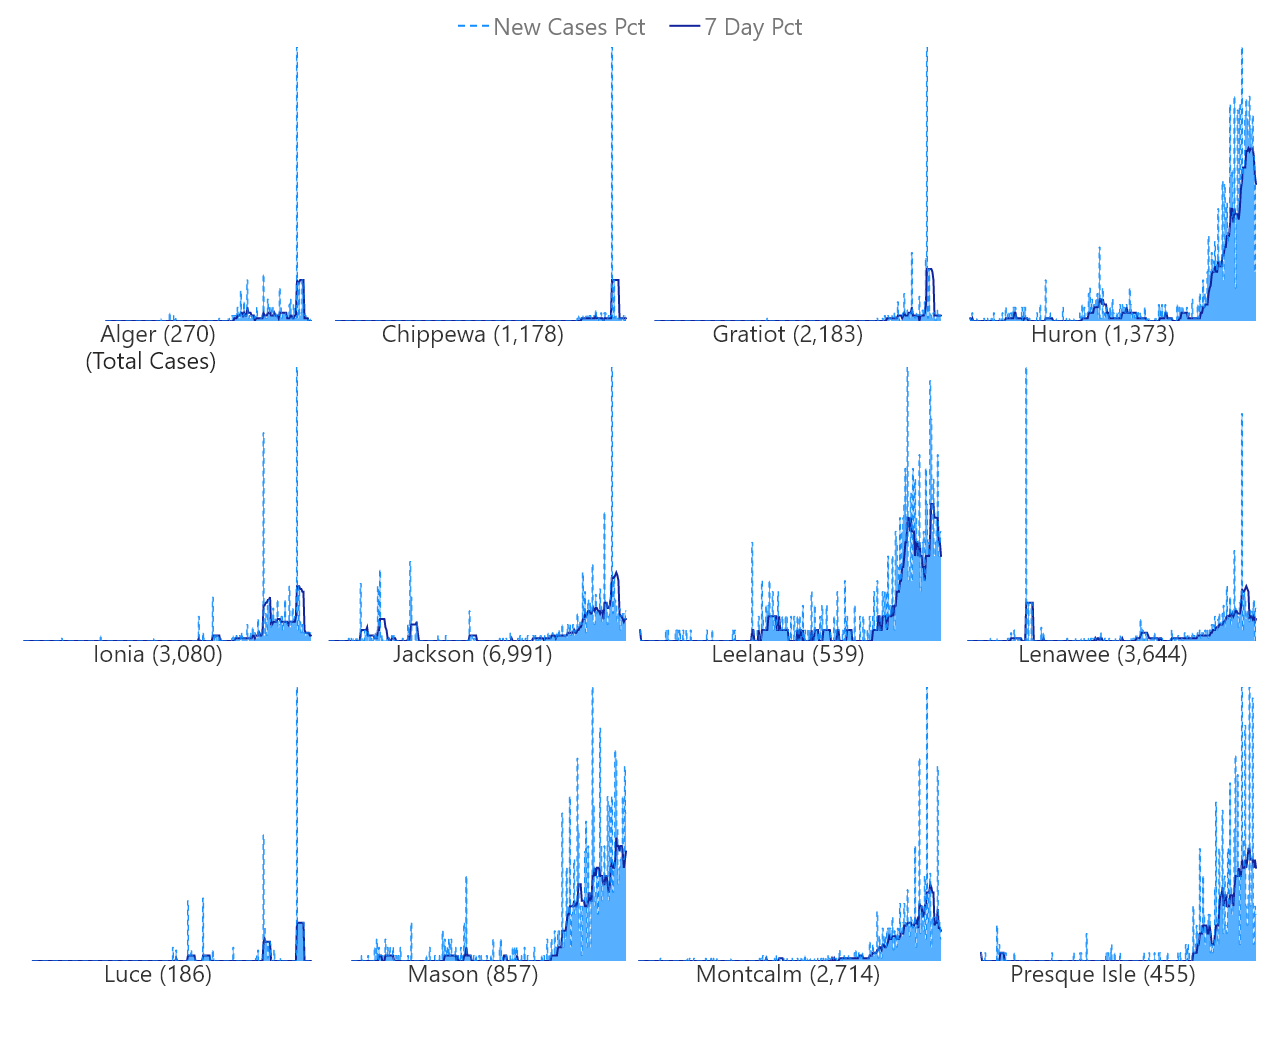 New Cases Pct 7 Day Pct
Alger (270) Chippewa (1,178) Gratiot (2,183) Huron (1,373)
(Total Cases)
Ionia (3,080) Jackson (6,991) Leelanau (539) Lenawee (3,644)
Luce (186) Mason (857) Montcalm (2,714) Presque Isle (455)